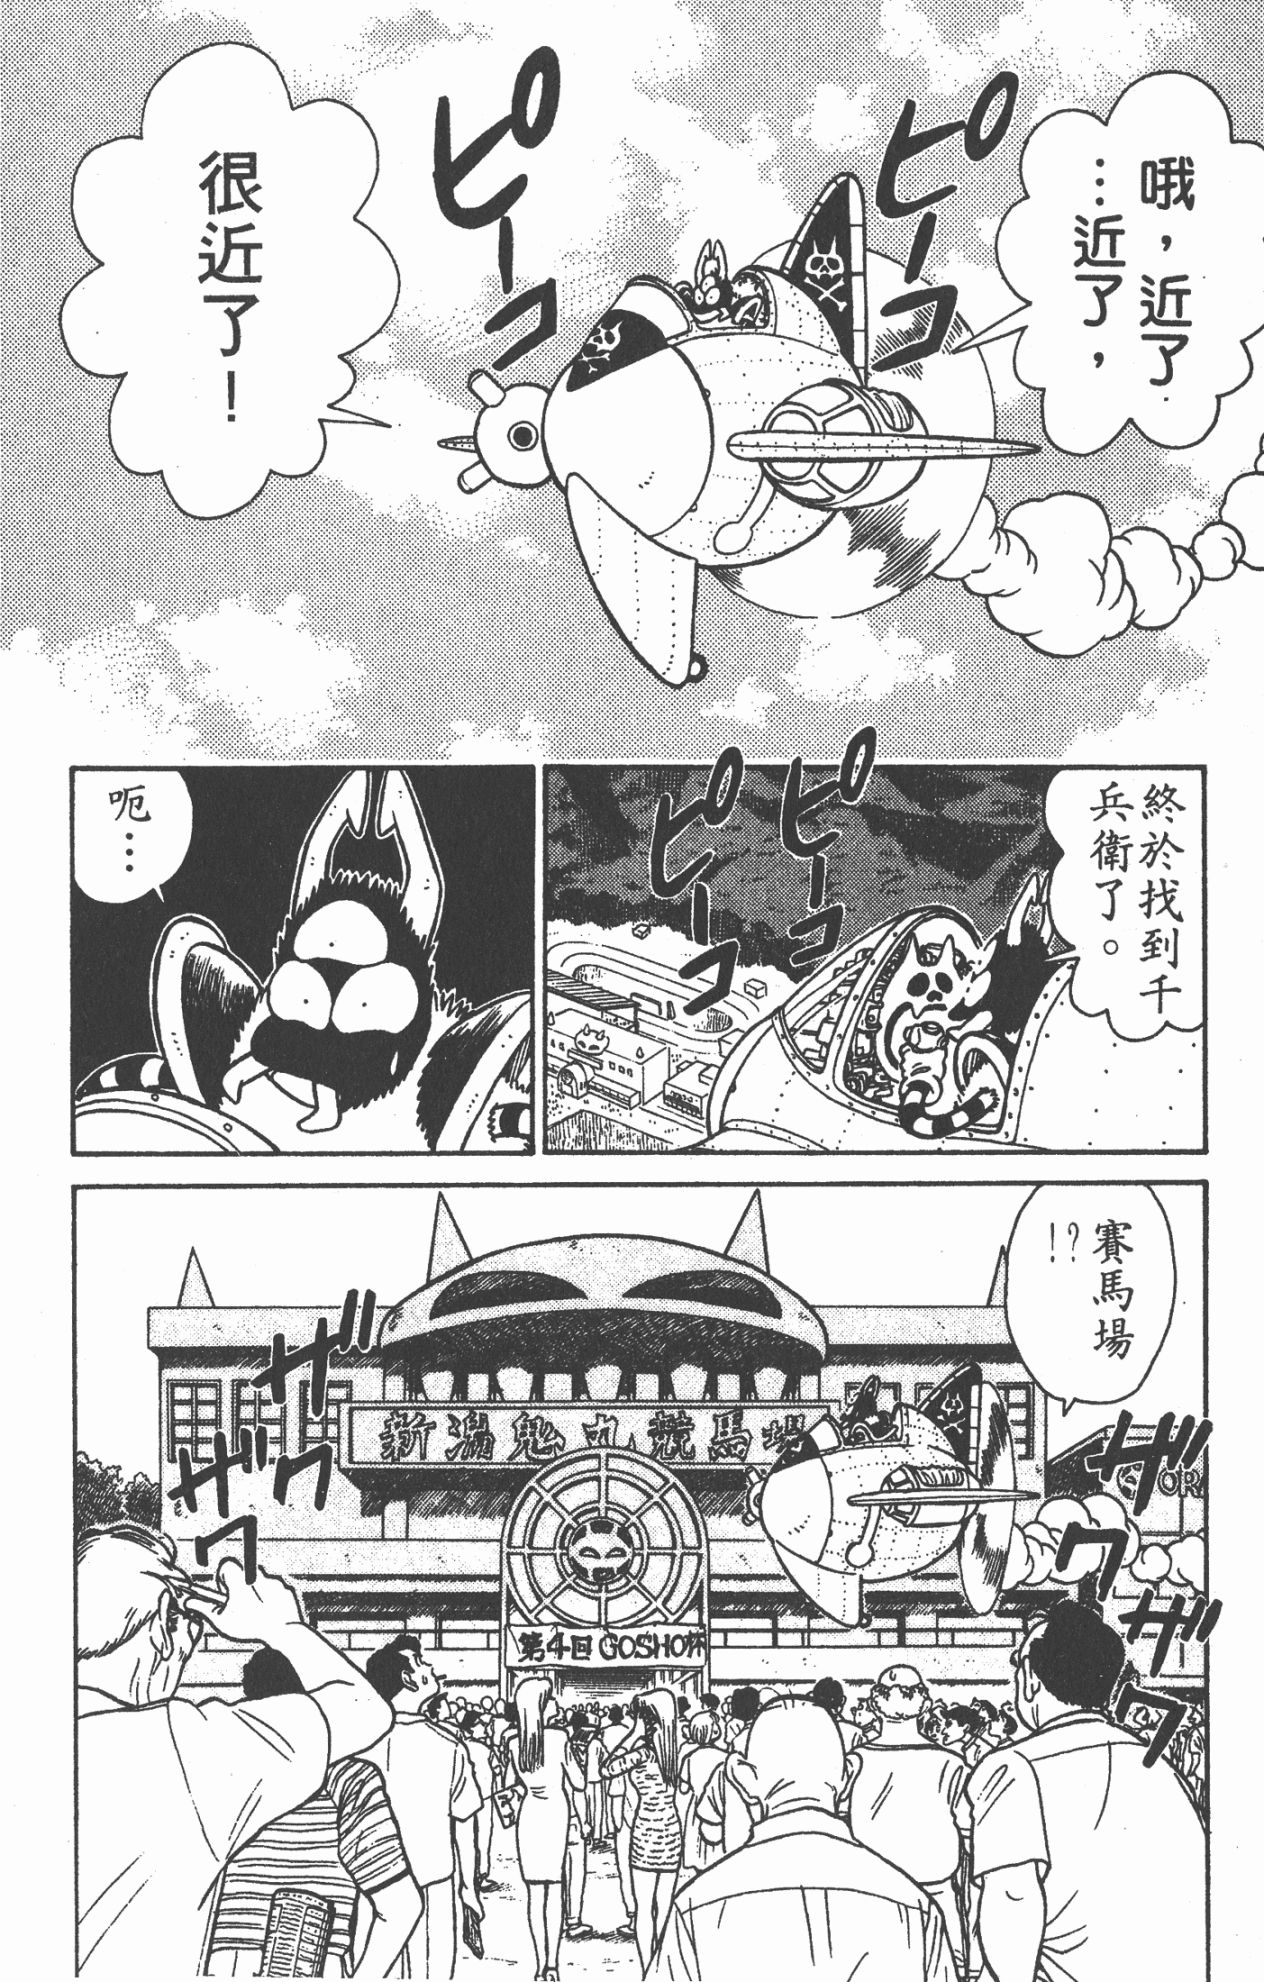 哦，近了
…近了，
ピーコ
ピーコ
很近了！
終於找到千
兵衛了。
ピーコ
ピーコ
呃…
賽馬場
!?
ザワ
ザワ
新潟鬼丸競馬場
ザワ
ザワ
第4回GOSHO杯